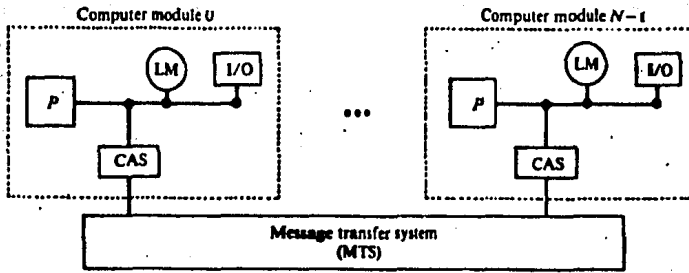 Computer module 0
Computer module N-1
P
LM
I/O
CAS
...
P
LM
I/O
CAS
Message transfer system
(MTS)